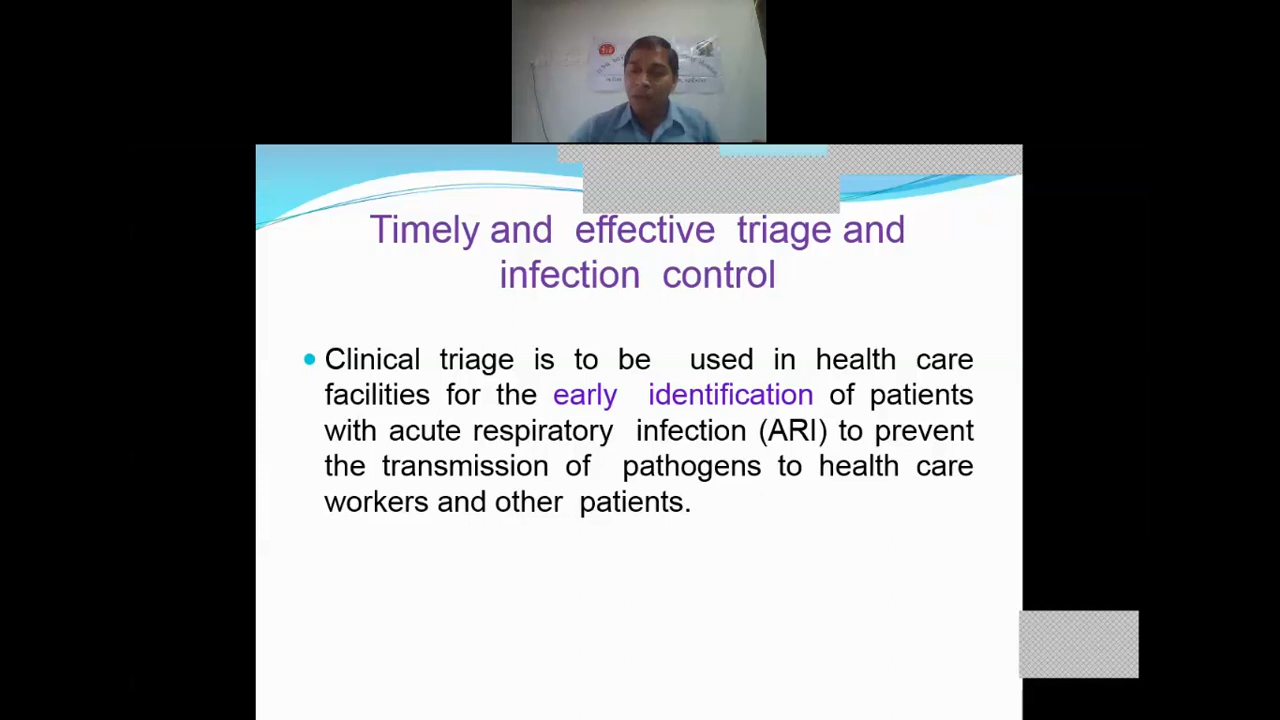 Timely and effective triage and
infection control
Clinical triage is to be used in health care
facilities for the early identification of patients
with acute respiratory infection (ARI) to prevent
the transmission of pathogens to health care
workers and other patients.